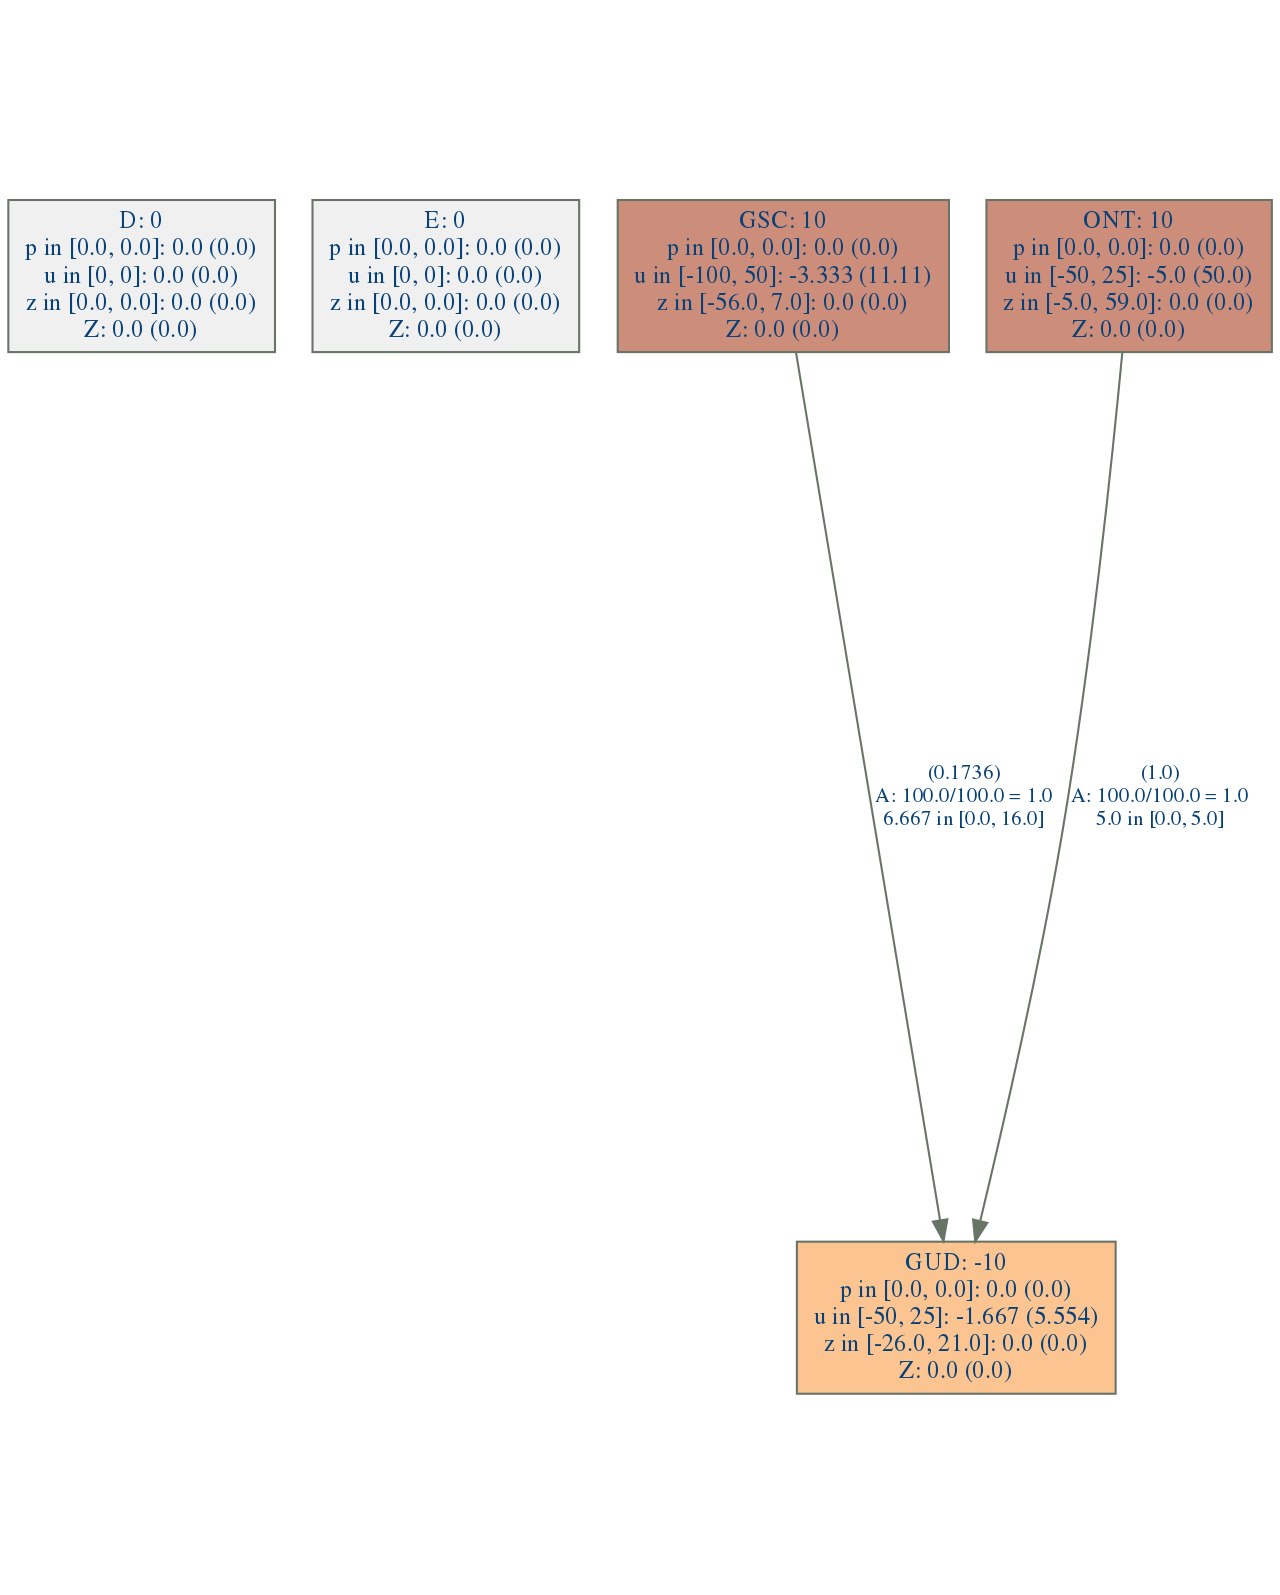 D: 0
p in [0.0, 0.0]: 0.0 (0.0)
u in [0, 0]: 0.0 (0.0)
z in [0.0, 0.0]: 0.0 (0.0)
Z: 0.0 (0.0)
E: 0
p in [0.0, 0.0]: 0.0 (0.0)
u in [0, 0]: 0.0 (0.0)
z in [0.0, 0.0]: 0.0 (0.0)
Z: 0.0 (0.0)
GSC: 10
p in [0.0, 0.0]: 0.0 (0.0)
u in [-100, 50]: -3.333 (11.11)
z in [-56.0, 7.0]: 0.0 (0.0)
Z: 0.0 (0.0)
ONT: 10
p in [0.0, 0.0]: 0.0 (0.0)
u in [-50, 25]: -5.0 (50.0)
z in [-5.0, 59.0]: 0.0 (0.0)
Z: 0.0 (0.0)
(0.1736)
A: 100.0/100.0 = 1.0
6.667 in [0.0, 16.0]
(1.0)
A: 100.0/100.0 = 1.0
5.0 in [0.0, 5.0]
GUD: -10
p in [0.0, 0.0]: 0.0 (0.0)
u in [-50, 25]: -1.667 (5.554)
z in [-26.0, 21.0]: 0.0 (0.0)
Z: 0.0 (0.0)